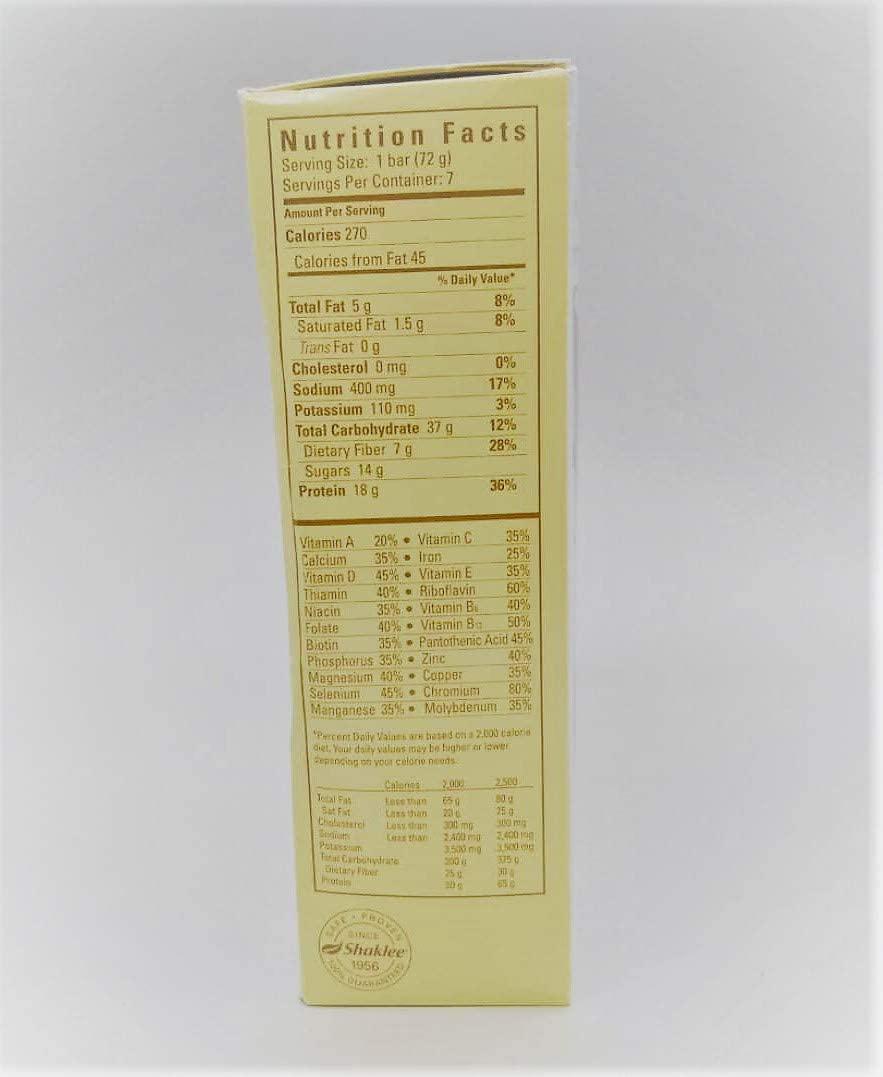 Nutrition Facts
Serving Size: 1 bar (72 g)
Servings Per Container: 7
Amount Per Serving
Calories 270
Calories from Fat 45
% Daily Value*
Total Fat 5 g 8%
Saturated Fat 1.5 g 8%
Trans Fat 0 g
Cholesterol 0 mg 0%
Sodium 400 mg 17%
Potassium 110 mg 3%
Total Carbohydrate 37 g 12%
Dietary Fiber 7 g 28%
Sugars 14 g
Protein 18 g 36%
Vitamin A 20% • Vitamin C 35%
Calcium 35% • Iron 25%
Vitamin D 45% • Vitamin E 35%
Thiamin 40% • Riboflavin 60%
Niacin 35% • Vitamin B₆ 40%
Folate 40% • Vitamin B₁₂ 50%
Biotin 35% • Pantothenic Acid 45%
Phosphorus 35% • Zinc 40%
Magnesium 40% • Copper 35%
Selenium 45% • Chromium 80%
Manganese 35% • Molybdenum 35%
*Percent Daily Values are based on a 2,000 calorie
diet. Your daily values may be higher or lower
depending on your calorie needs.
Calories 2,000 2,500
Total Fat Less than 65 g 80 g
Sat Fat Less than 20 g 25 g
Cholesterol Less than 300 mg 300 mg
Sodium Less than 2,400 mg 2,400 mg
Potassium 3,500 mg 3,500 mg
Total Carbohydrate 300 g 375 g
Dietary Fiber 25 g 30 g
Protein 50 g 65 g
SAFE • PROVEN
SINCE
Shaklee
1956
100% GUARANTEED